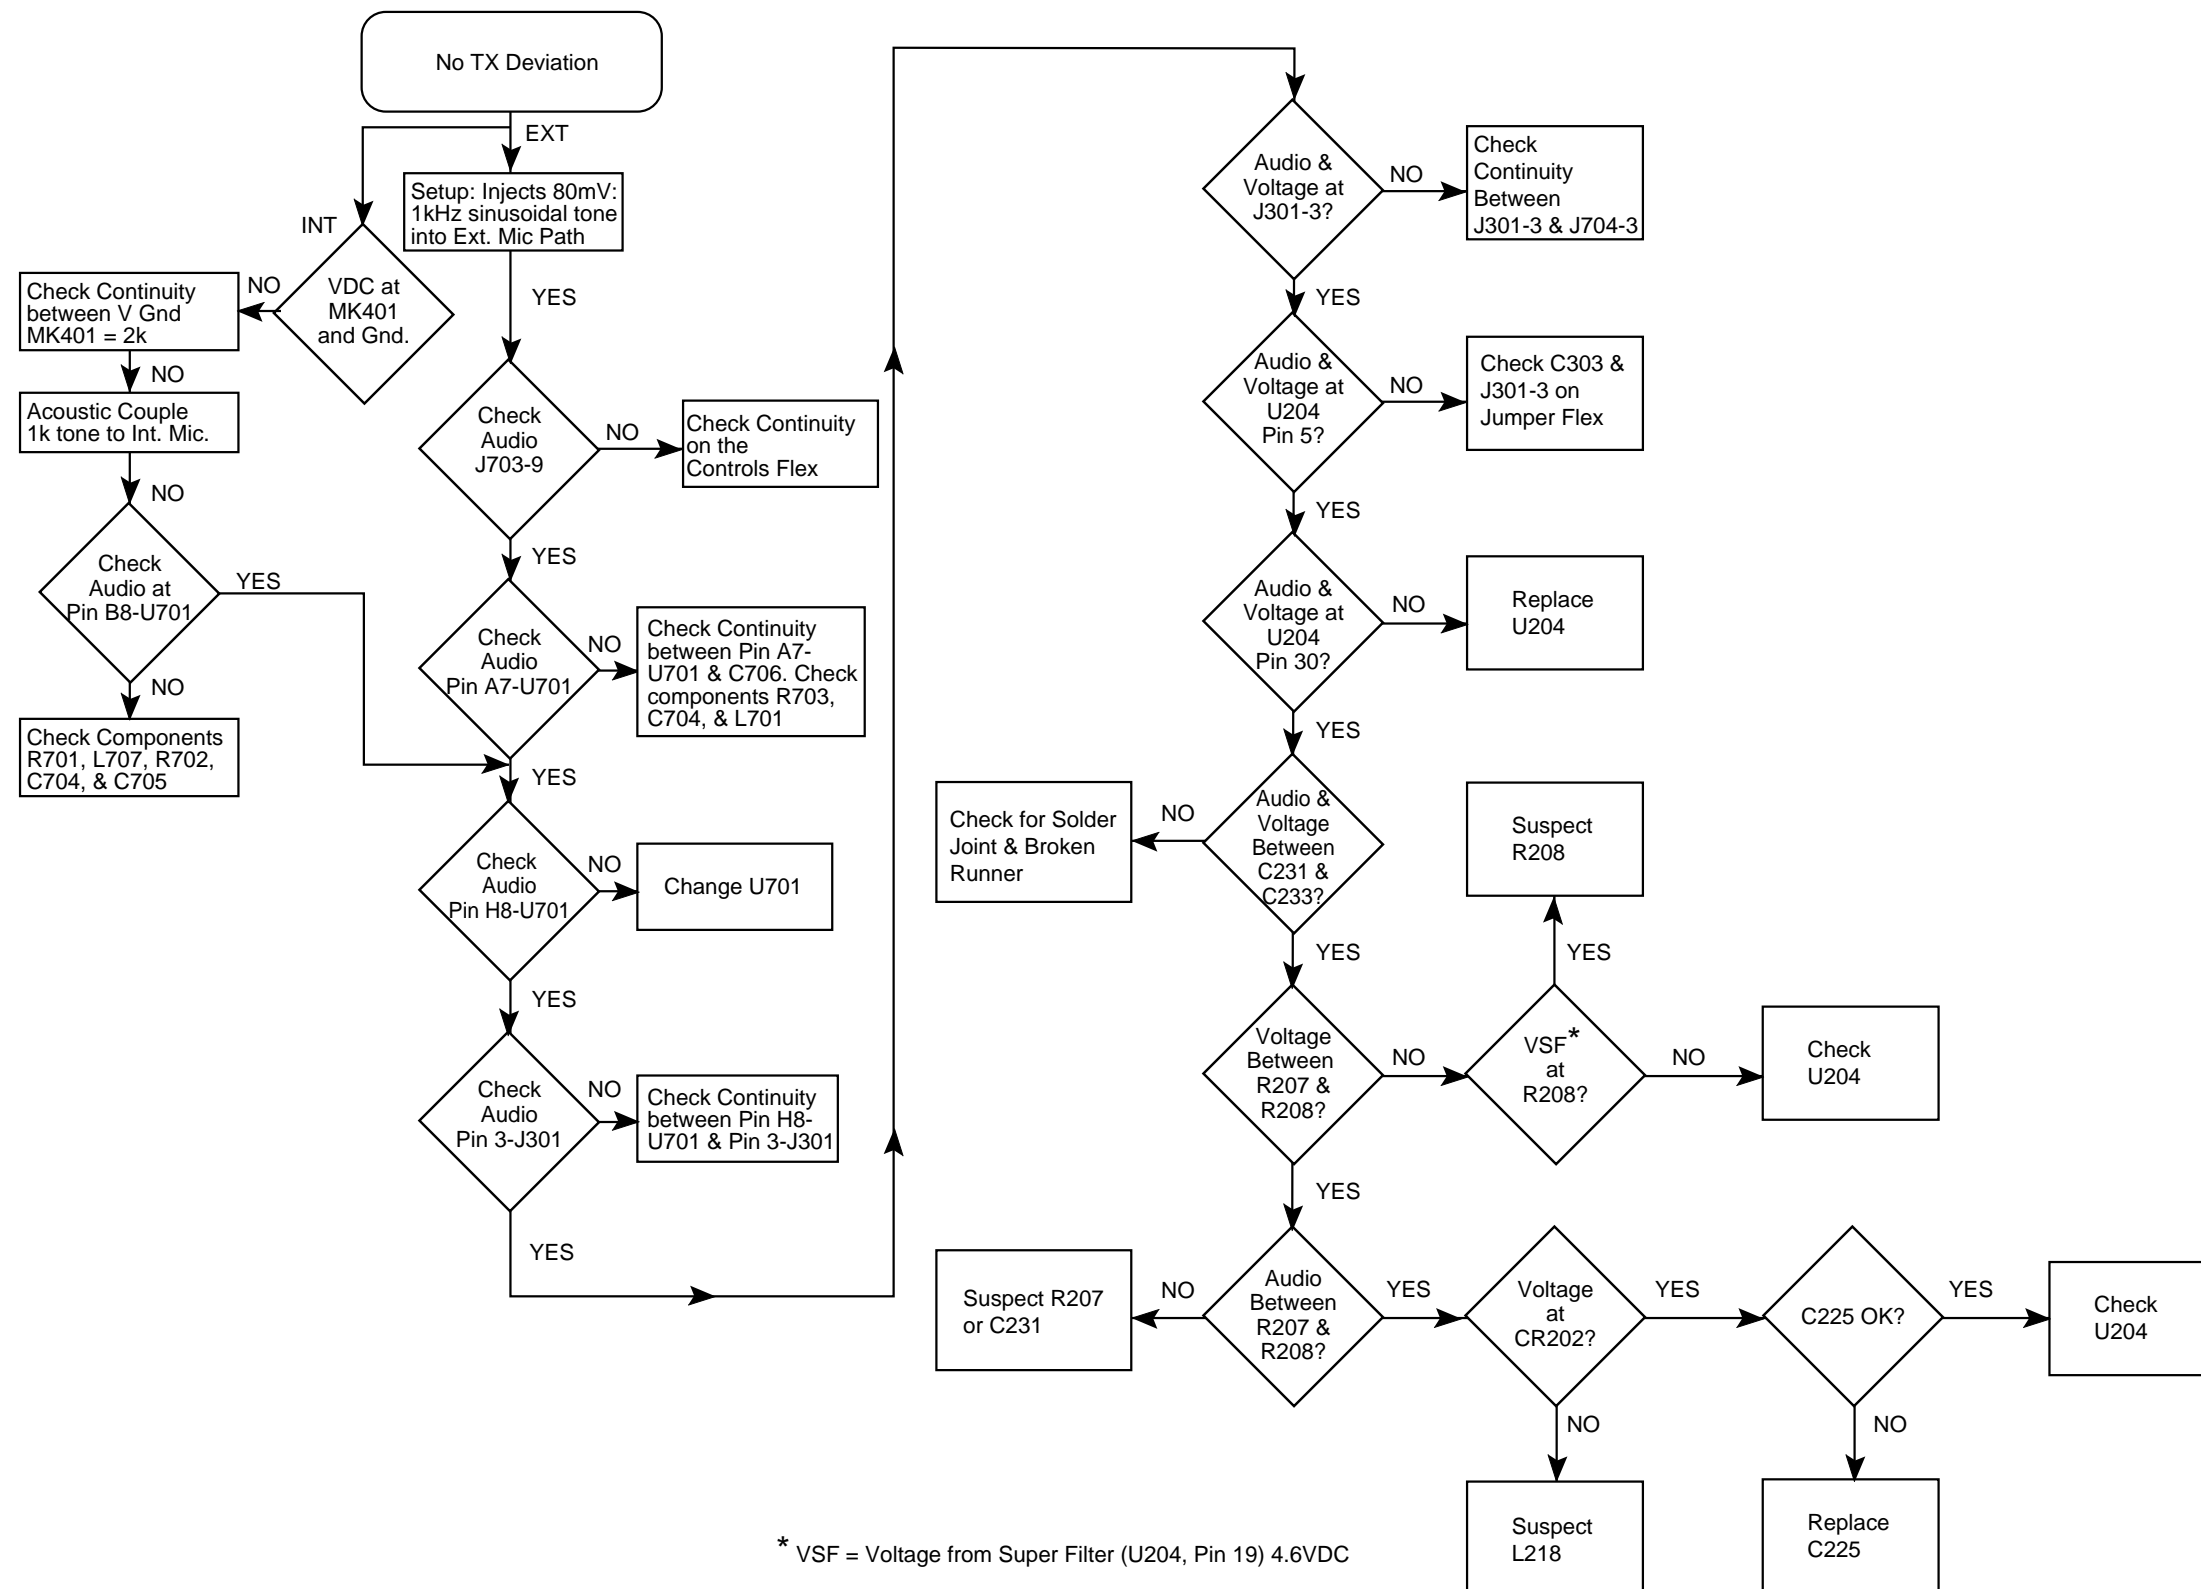 No TX Deviation
EXT
INT
Setup: Injects 80mV:
1kHz sinusoidal tone
into Ext. Mic Path
YES
VDC at
MK401
and Gnd.
NO
Check Continuity
between V Gnd
MK401 = 2k
NO
Acoustic Couple
1k tone to Int. Mic.
NO
Check
Audio at
Pin B8-U701
YES
NO
Check Components
R701, L707, R702,
C704, & C705
Check
Audio
J703-9
NO
Check Continuity
on the
Controls Flex
YES
Check
Audio
Pin A7-U701
NO
Check Continuity
between Pin A7-
U701 & C706. Check
components R703,
C704, & L701
YES
Check
Audio
Pin H8-U701
NO
Change U701
YES
Check
Audio
Pin 3-J301
NO
Check Continuity
between Pin H8-
U701 & Pin 3-J301
YES
Audio &
Voltage at
J301-3?
NO
Check
Continuity
Between
J301-3 & J704-3
YES
Audio &
Voltage at
U204
Pin 5?
NO
Check C303 &
J301-3 on
Jumper Flex
YES
Audio &
Voltage at
U204
Pin 30?
NO
Replace
U204
YES
Audio &
Voltage
Between
C231 &
C233?
NO
Check for Solder
Joint & Broken
Runner
YES
Voltage
Between
R207 &
R208?
NO
VSF*
at
R208?
YES
Suspect
R208
NO
Check
U204
YES
Audio
Between
R207 &
R208?
NO
Suspect R207
or C231
YES
Voltage
at
CR202?
YES
C225 OK?
YES
Check
U204
NO
Suspect
L218
NO
Replace
C225
* VSF = Voltage from Super Filter (U204, Pin 19) 4.6VDC